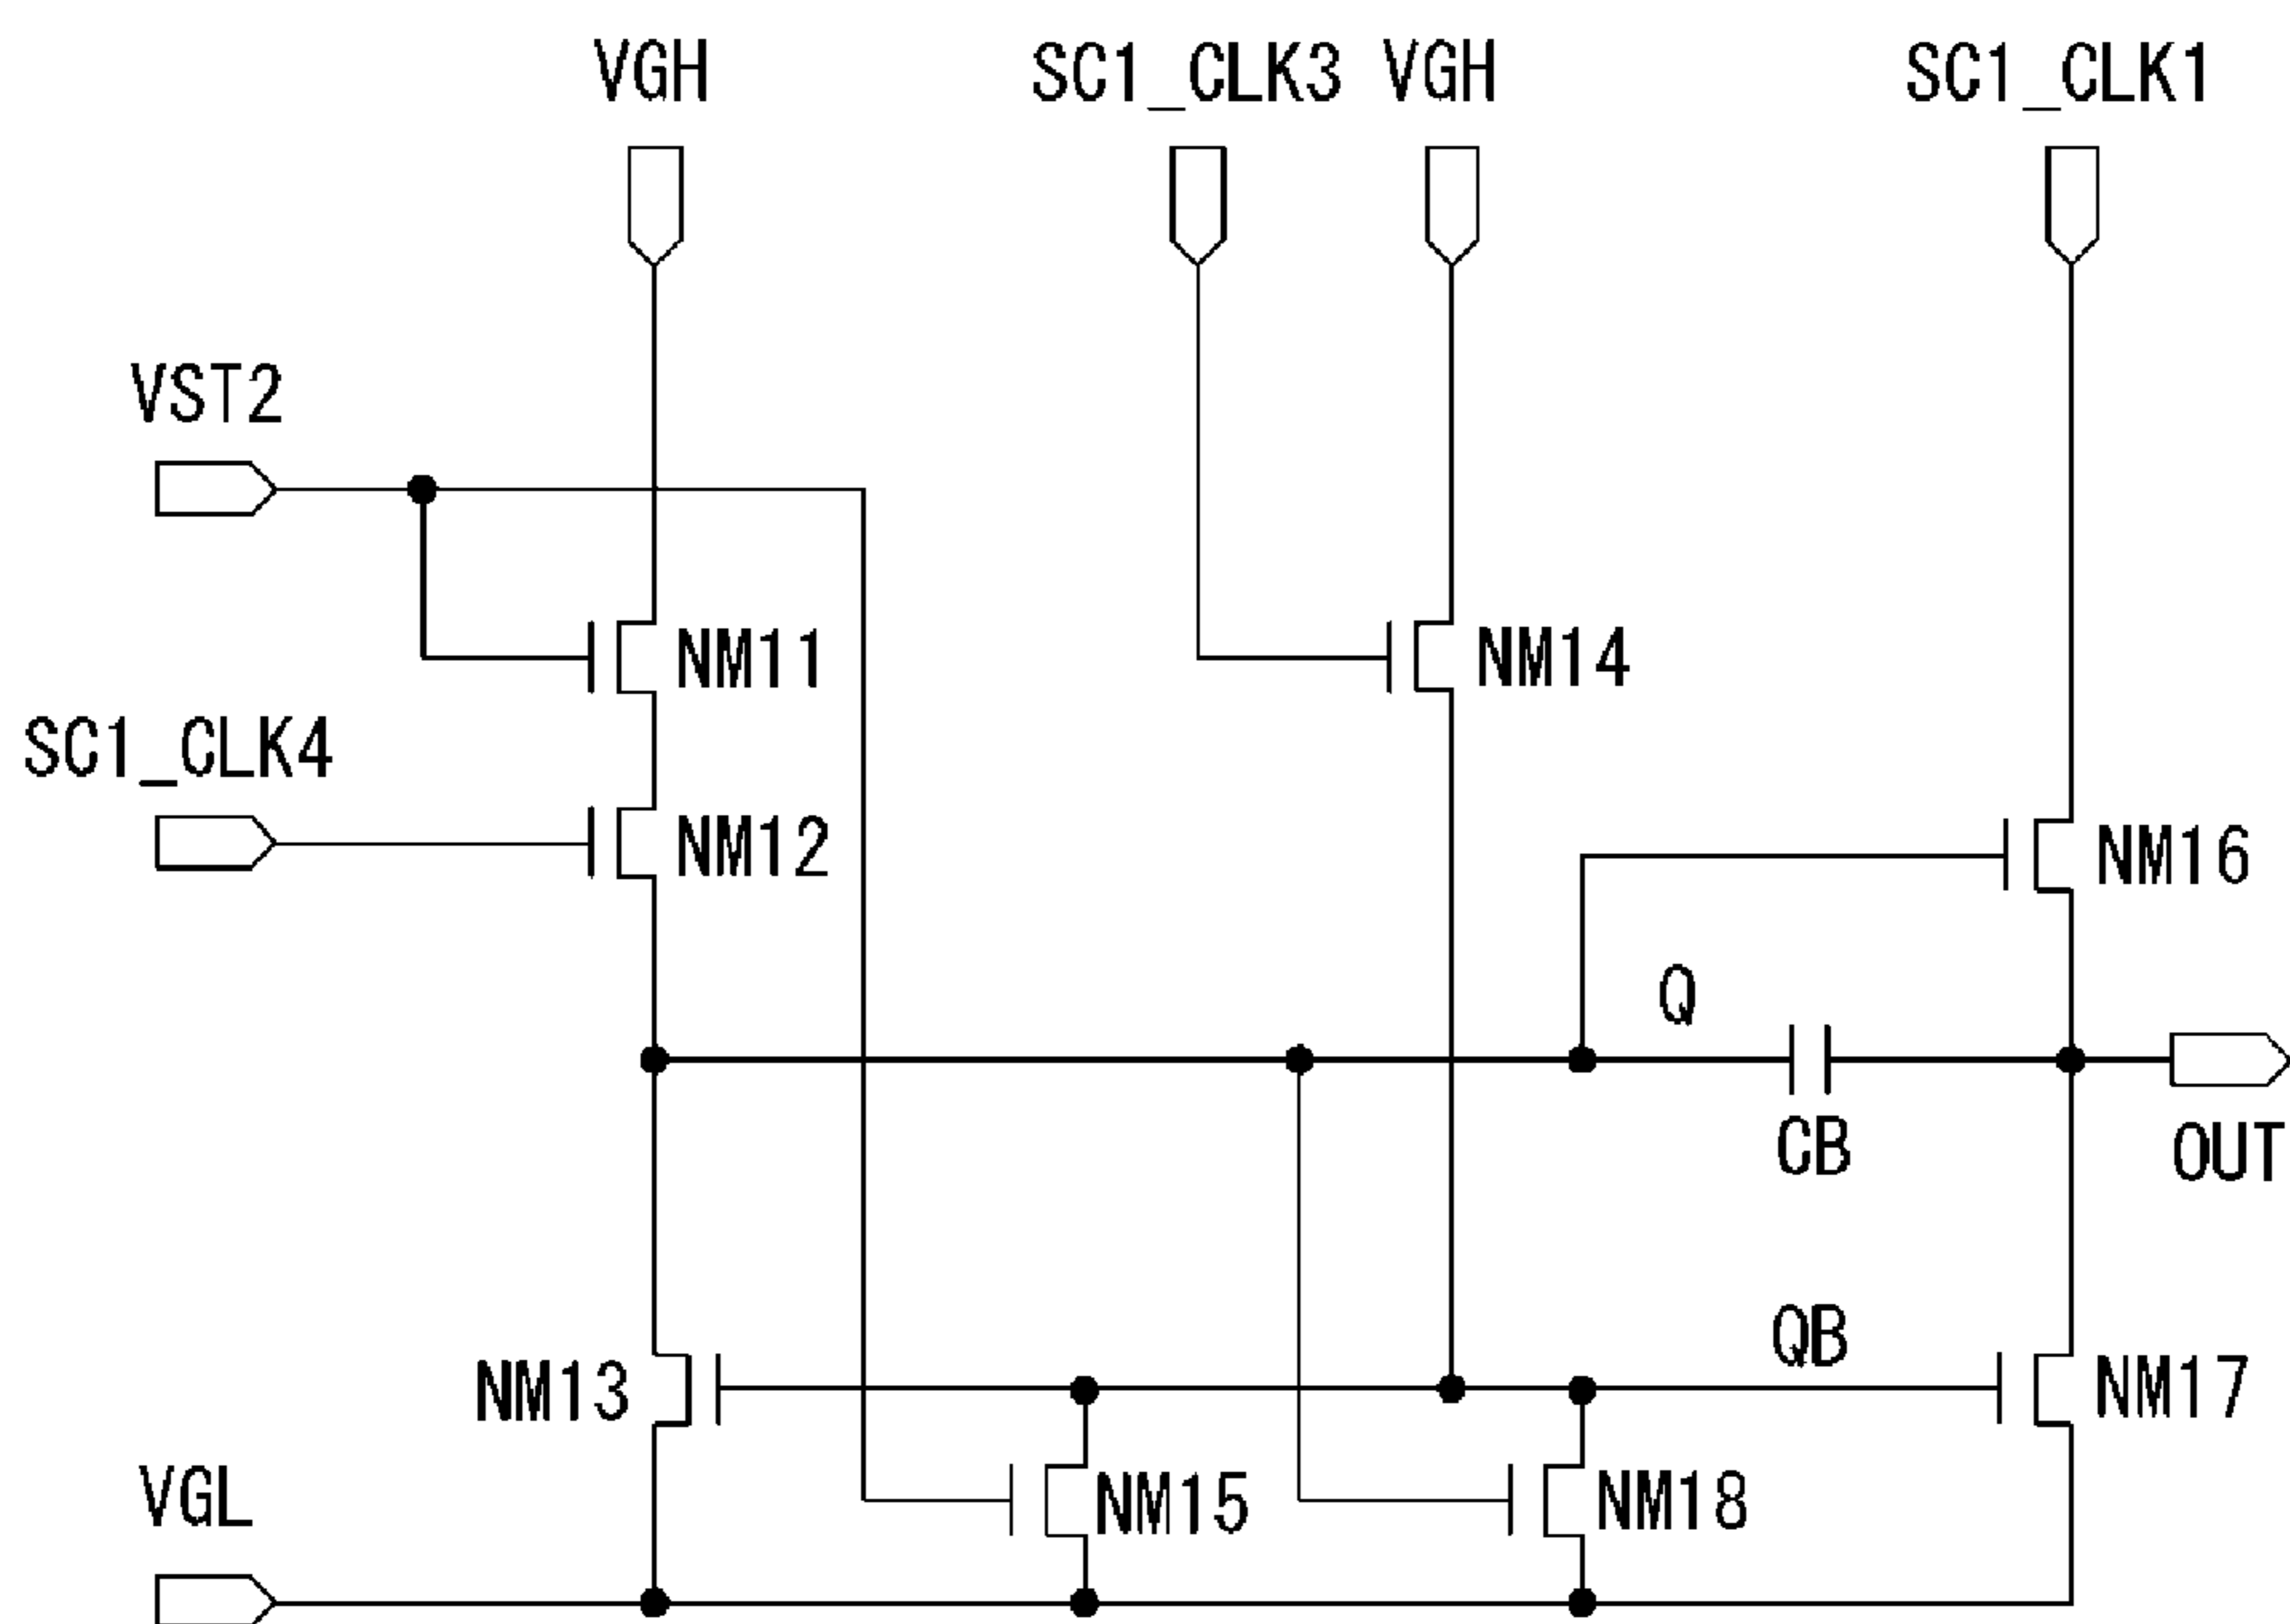 VGH
SC1_CLK3
VGH
SC1_CLK1
VST2
NM11
NM14
SC1_CLK4
NM12
NM16
Q
CB
OUT
QB
NM13
NM17
VGL
NM15
NM18